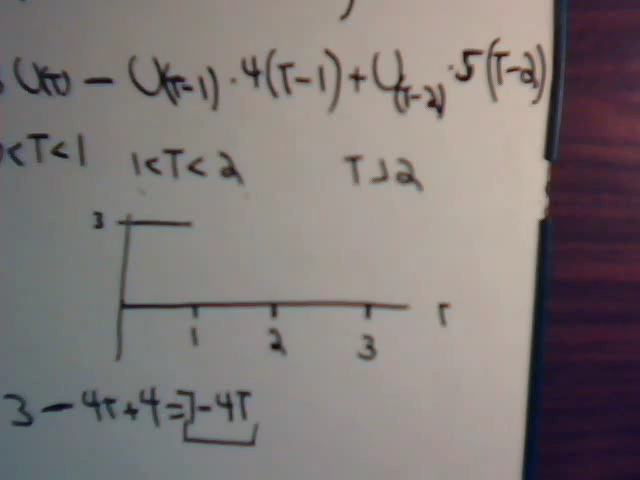 U(T) - U(T-1) · 4(T-1) + U(T-2) · 5(T-2)
<T<1 1<T<2 T>2
3
T
1 2 3
3 - 4T + 4 = 7 - 4T